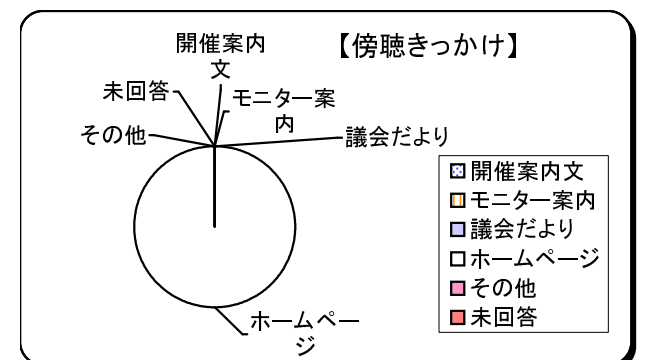 【傍聴きっかけ】
開催案内
文
未回答
モニター案
内
その他
議会だより
ホームペー
ジ
開催案内文
モニター案内
議会だより
ホームページ
その他
未回答